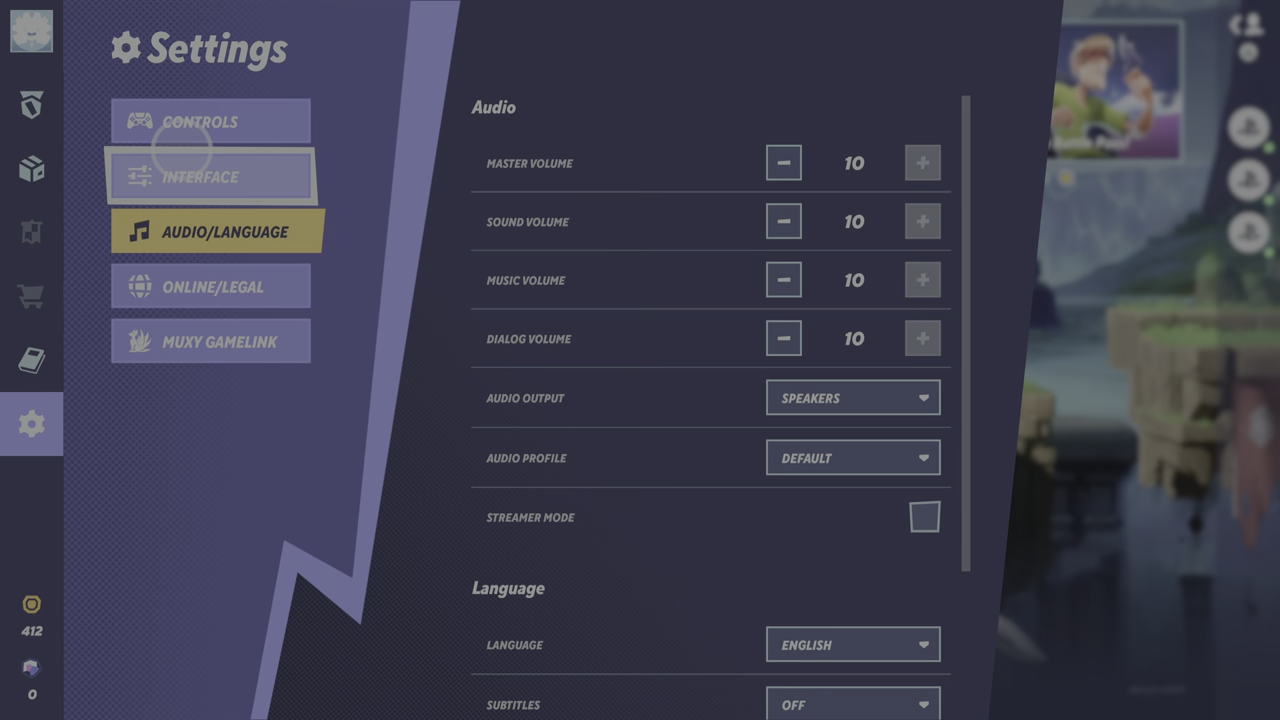 Settings
CONTROLS
INTERFACE
AUDIO/LANGUAGE
ONLINE/LEGAL
MUXY GAMELINK
412
0
Audio
MASTER VOLUME 10
SOUND VOLUME 10
MUSIC VOLUME 10
DIALOG VOLUME 10
AUDIO OUTPUT SPEAKERS
AUDIO PROFILE DEFAULT
STREAMER MODE
Language
LANGUAGE ENGLISH
SUBTITLES OFF